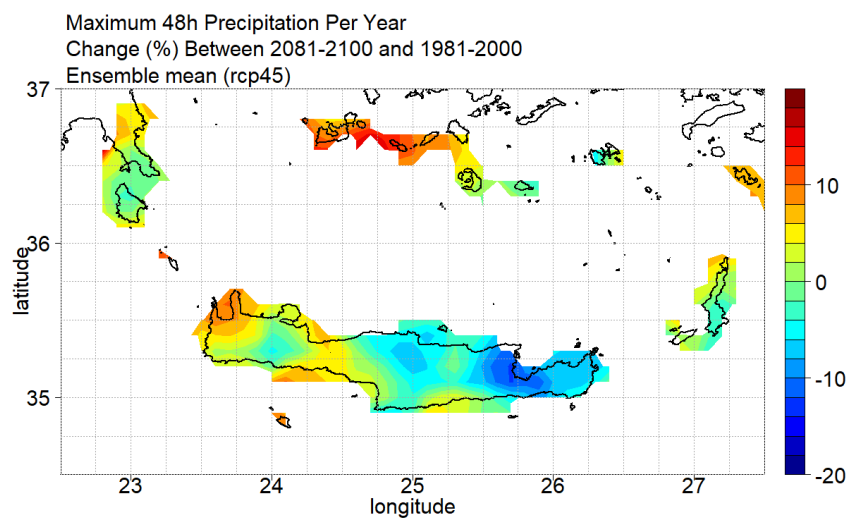 Maximum 48h Precipitation Per Year
Change (%) Between 2081-2100 and 1981-2000
Ensemble mean (rcp45)
37
36
35
latitude
23
24
25
26
27
longitude
10
0
-10
-20